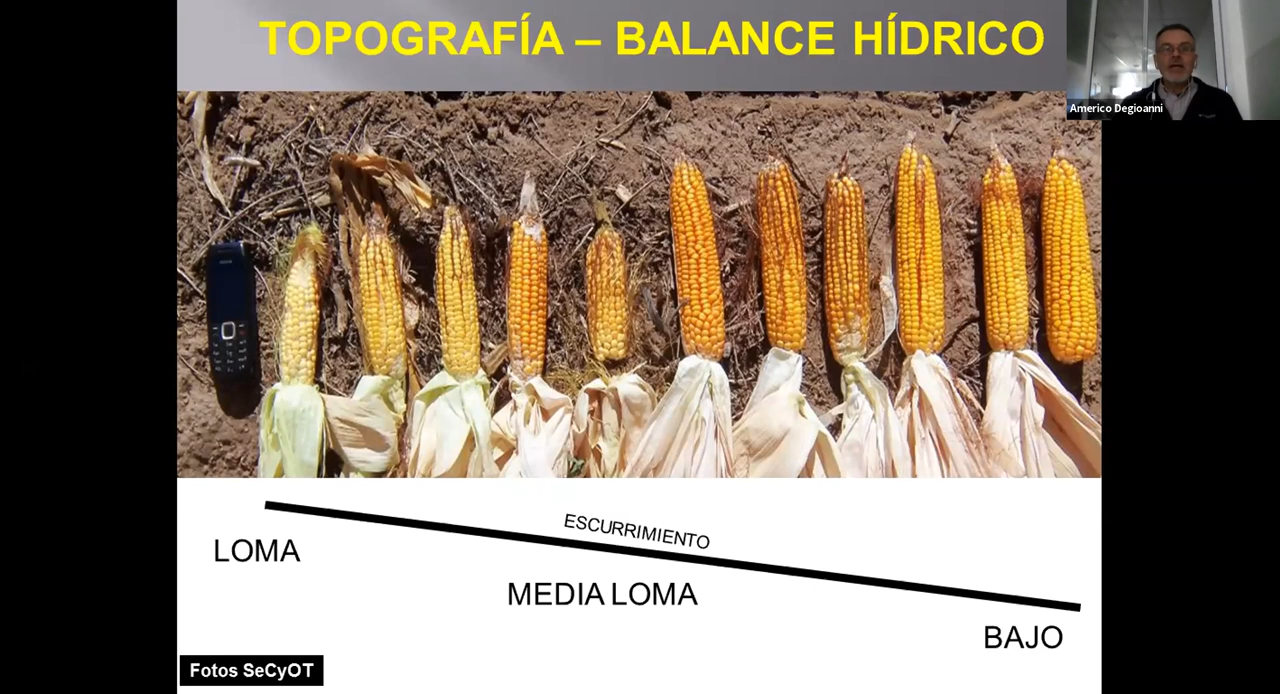 TOPOGRAFÍA – BALANCE HÍDRICO
Americo Degioanni
ESCURRIMIENTO
LOMA
MEDIA LOMA
BAJO
Fotos SeCyOT